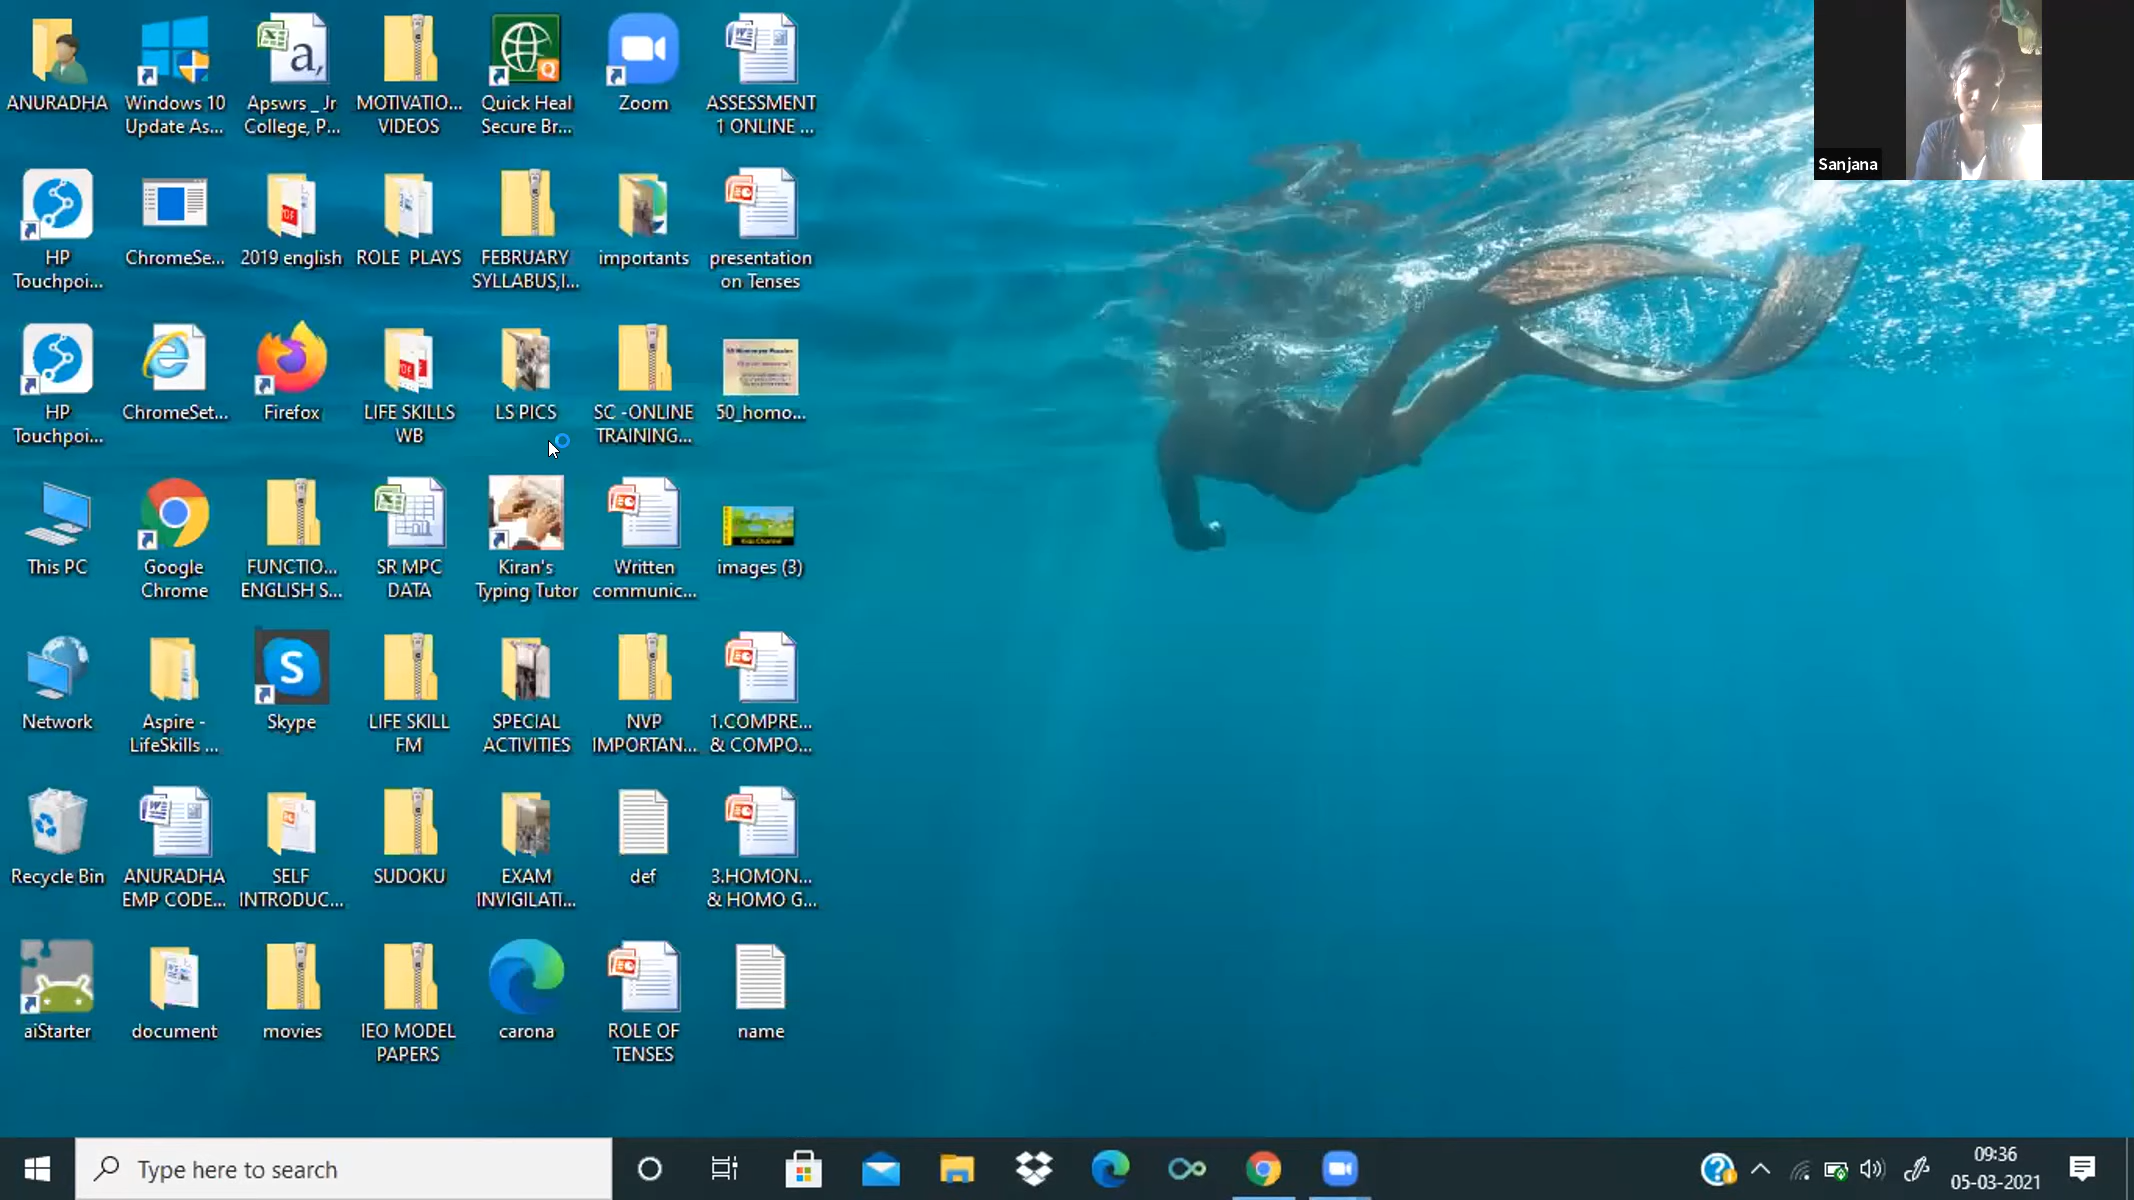 ANURADHA
Windows 10
Update As...
Apswrs _ Jr
College, P...
MOTIVATIO...
VIDEOS
Quick Heal
Secure Br...
Zoom
ASSESSMENT
1 ONLINE ...
Sanjana
HP
Touchpoi...
ChromeSe...
2019 english
ROLE PLAYS
FEBRUARY
SYLLABUS,I...
importants
presentation
on Tenses
HP
Touchpoi...
ChromeSet...
Firefox
LIFE SKILLS
WB
LS PICS
SC -ONLINE
TRAINING...
50_homo...
This PC
Google
Chrome
FUNCTIO...
ENGLISH S...
SR MPC
DATA
Kiran's
Typing Tutor
Written
communic...
images (3)
Network
Aspire -
LifeSkills ...
Skype
LIFE SKILL
FM
SPECIAL
ACTIVITIES
NVP
IMPORTAN...
1.COMPRE...
& COMPO...
Recycle Bin
ANURADHA
EMP CODE...
SELF
INTRODUC...
SUDOKU
EXAM
INVIGILATI...
def
3.HOMON...
& HOMO G...
aiStarter
document
movies
IEO MODEL
PAPERS
carona
ROLE OF
TENSES
name
Type here to search
09:36
05-03-2021